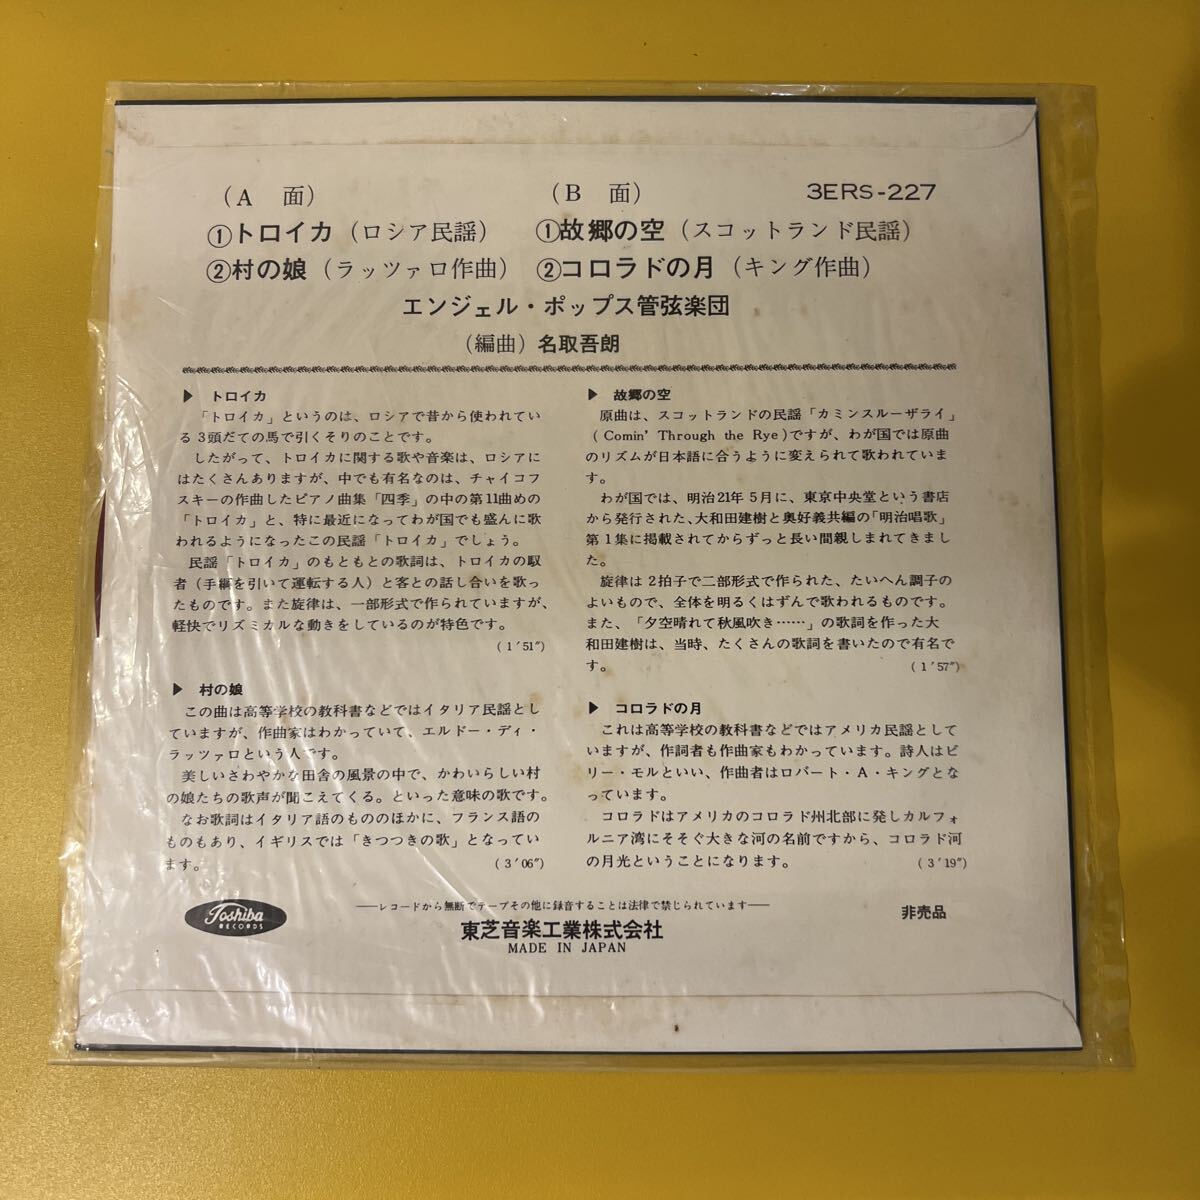 (A 面)
①トロイカ (ロシア民謡)
②村の娘 (ラッツァロ作曲)
(B 面)
①故郷の空 (スコットランド民謡)
②コロラドの月 (キング作曲)
3ERS-227
エンジェル・ポップス管弦楽団
(編曲) 名取吾朗
▶ トロイカ
「トロイカ」というのは、ロシアで昔から使われてい
る3頭だての馬で引くそりのことです。
したがって、トロイカに関する歌や音楽は、ロシアに
はたくさんありますが、中でも有名なのは、チャイコフ
スキーの作曲したピアノ曲集「四季」の中の第11曲めの
「トロイカ」と、特に最近になってわが国でも盛んに歌
われるようになったこの民謡「トロイカ」でしょう。
民謡「トロイカ」のもともとの歌詞は、トロイカの馭
者(手綱を引いて運転する人)と客との話し合いを歌っ
たものです。また旋律は、一部形式で作られていますが、
軽快でリズミカルな動きをしているのが特色です。
(1′51″)
▶ 村の娘
この曲は高等学校の教科書などではイタリア民謡とし
ていますが、作曲家はわかっていて、エルドー・ディ・
ラッツァロという人です。
美しいさわやかな田舎の風景の中で、かわいらしい村
の娘たちの歌声が聞こえてくる。といった意味の歌です。
なお歌詞はイタリア語のもののほかに、フランス語の
ものもあり、イギリスでは「きつつきの歌」となってい
ます。
(3′06″)
▶ 故郷の空
原曲は、スコットランドの民謡「カミンスルーザライ」
(Comin' Through the Rye)ですが、わが国では原曲
のリズムが日本語に合うように変えられて歌われていま
す。
わが国では、明治21年5月に、東京中央堂という書店
から発行された、大和田建樹と奥好義共編の「明治唱歌」
第1集に掲載されてからずっと長い間親しまれてきまし
た。
旋律は2拍子で二部形式で作られた、たいへん調子の
よいもので、全体を明るくはずんで歌われるものです。
また、「夕空晴れて秋風吹き……」の歌詞を作った大
和田建樹は、当時、たくさんの歌詞を書いたので有名で
す。
(1′57″)
▶ コロラドの月
これは高等学校の教科書などではアメリカ民謡として
いますが、作詞者も作曲家もわかっています。詩人はビ
リー・モルといい、作曲者はロバート・A・キングとな
っています。
コロラドはアメリカのコロラド州北部に発しカルフォ
ルニア湾にそそぐ大きな河の名前ですから、コロラド河
の月光ということになります。
(3′19″)
Toshiba
RECORDS
——レコードから無断でテープその他に録音することは法律で禁じられています——
東芝音楽工業株式会社
MADE IN JAPAN
非売品